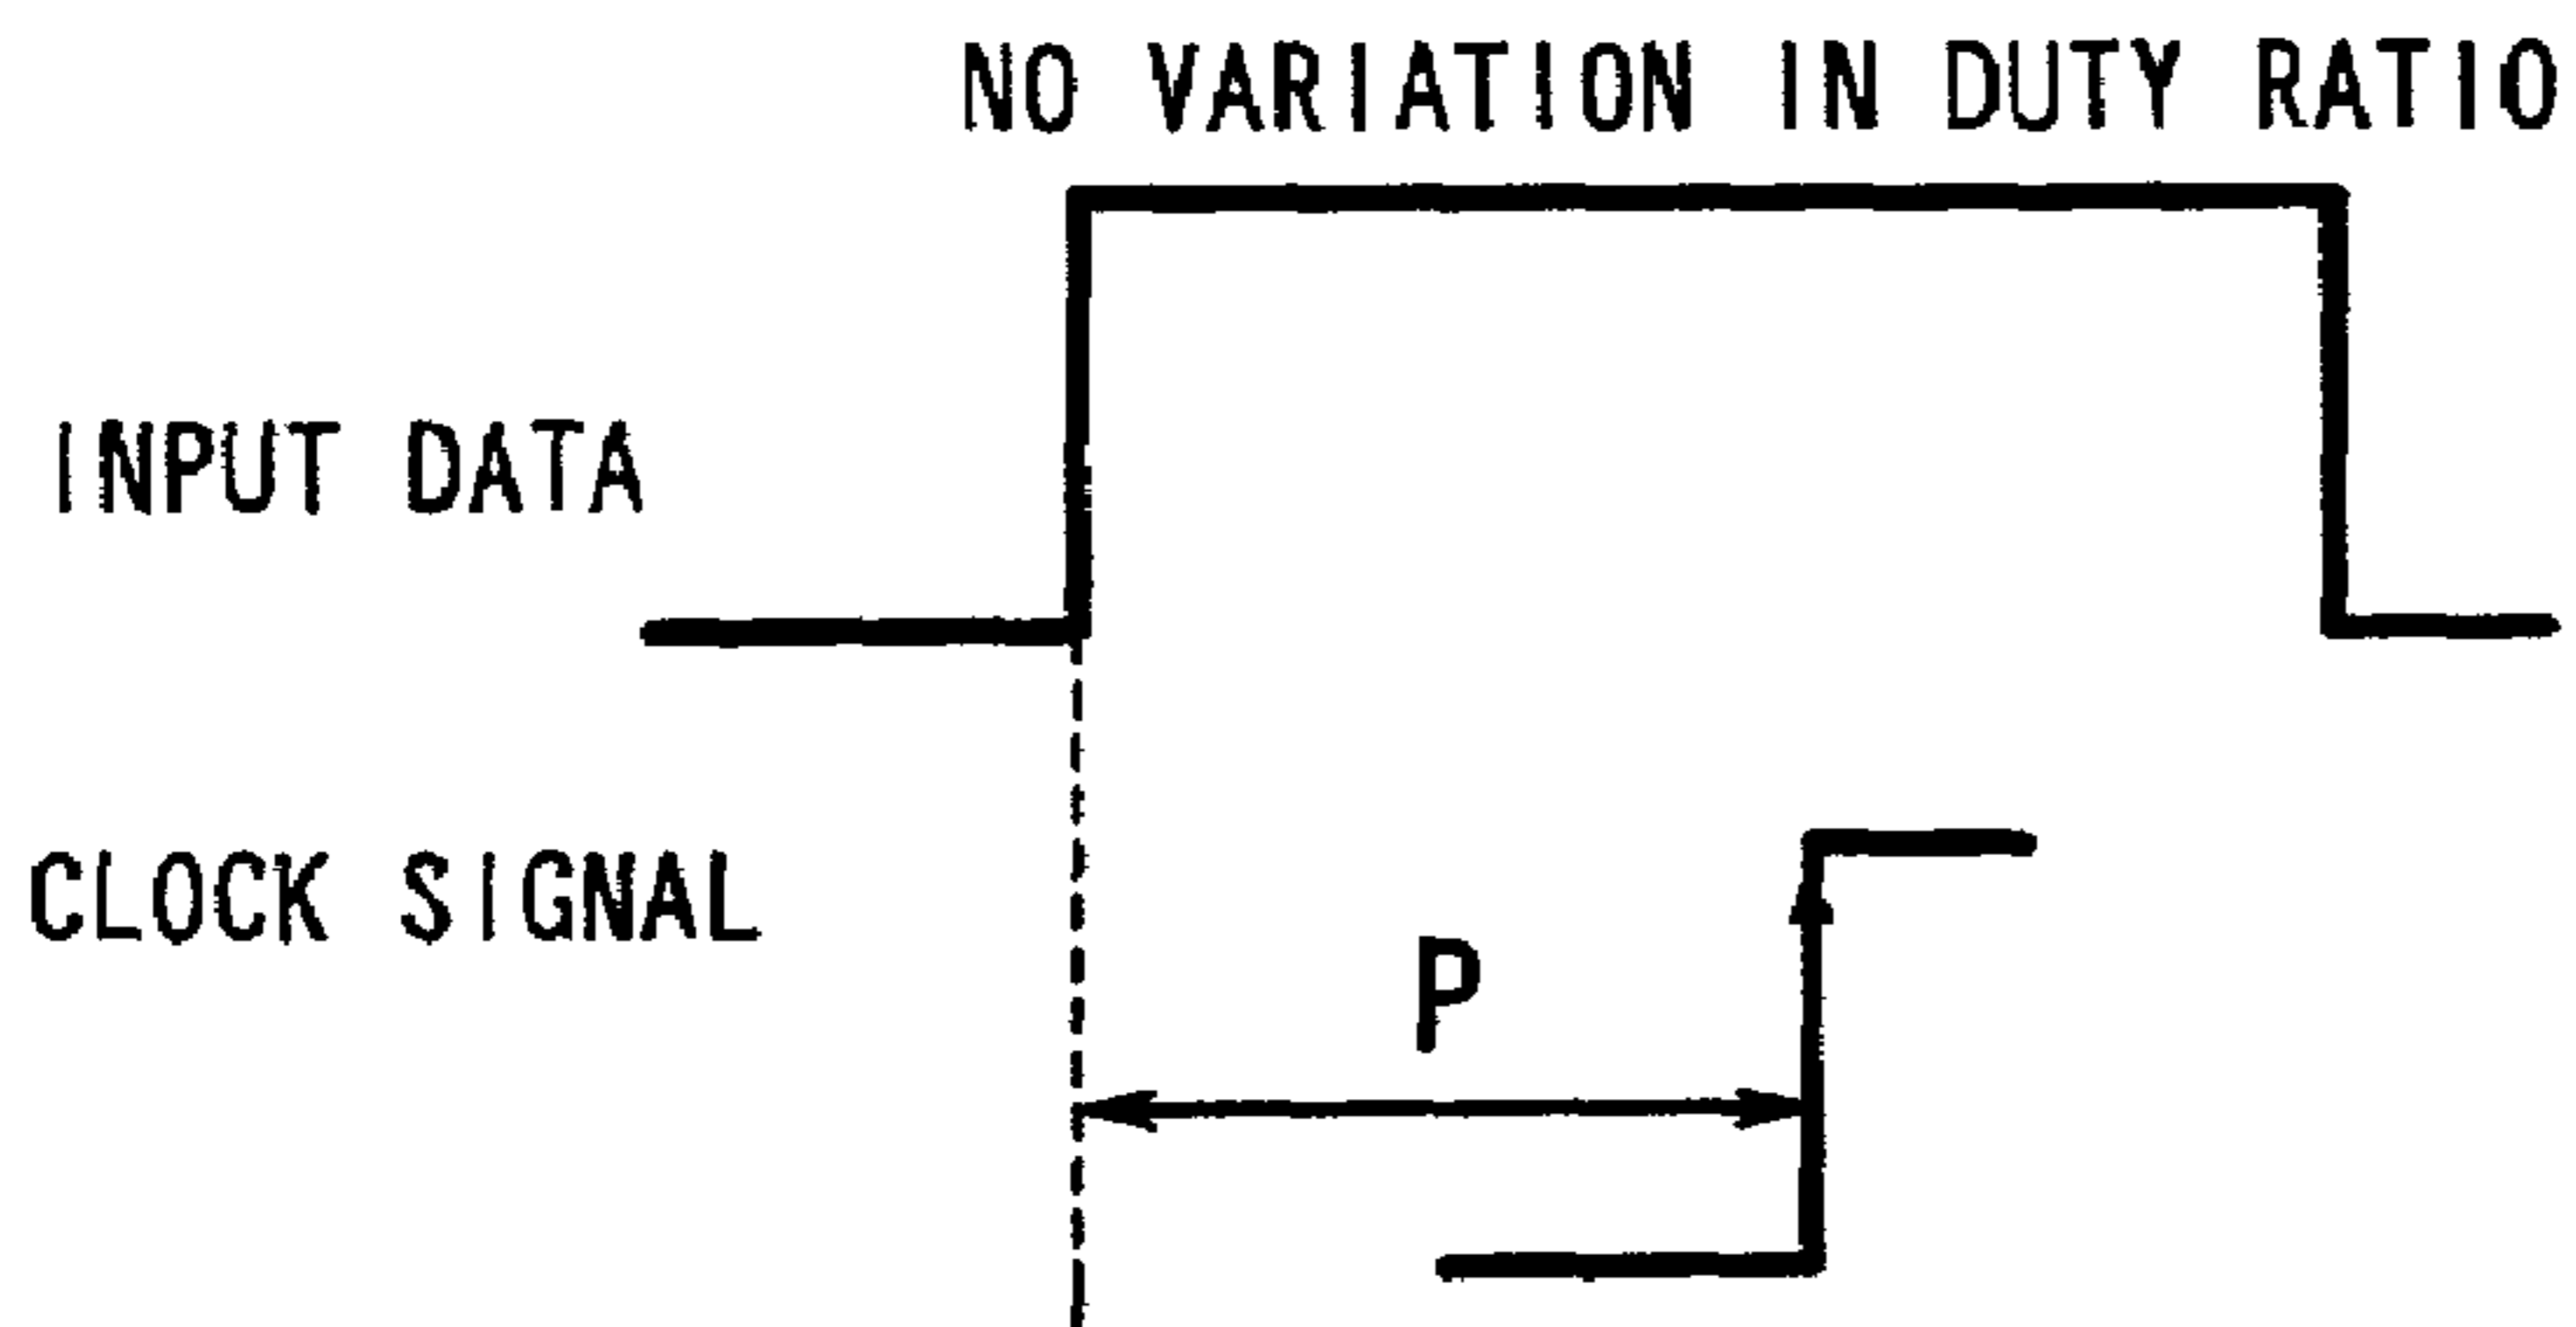 NO VARIATION IN DUTY RATIO
INPUT DATA
CLOCK SIGNAL
P